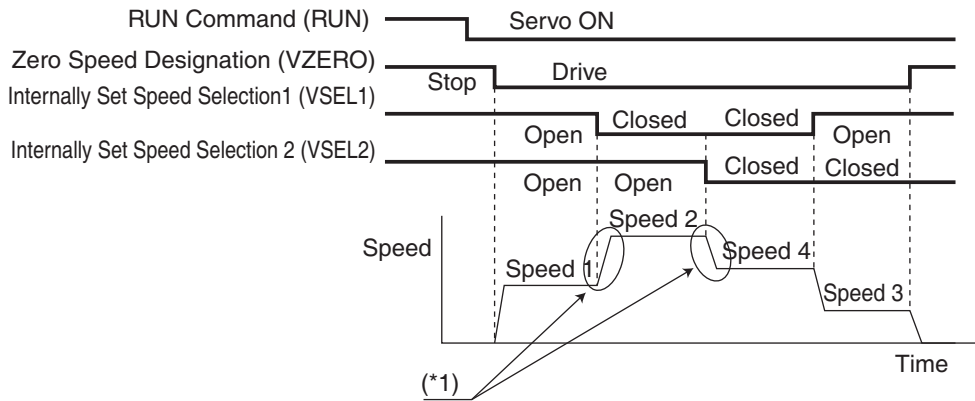 RUN Command (RUN) Servo ON
Zero Speed Designation (VZERO) Stop Drive
Internally Set Speed Selection1 (VSEL1) Open Closed Closed Open
Internally Set Speed Selection 2 (VSEL2) Open Open Closed Closed
Speed
Speed 1
Speed 2
Speed 4
Speed 3
Time
(*1)